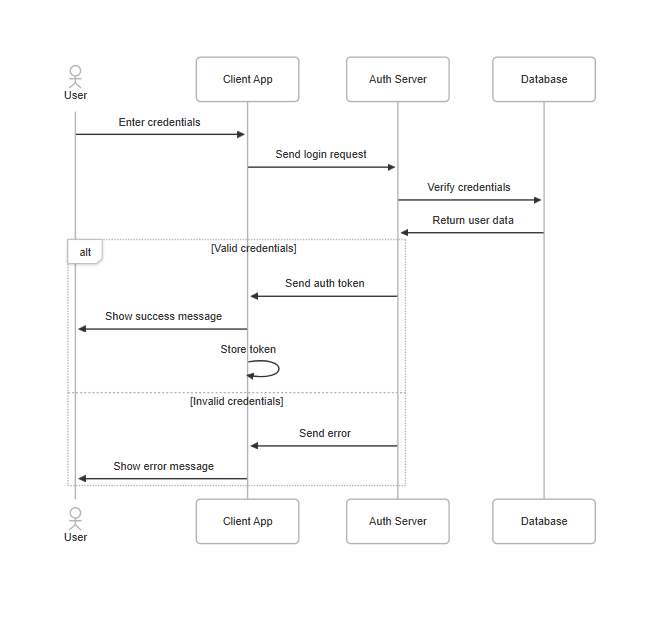 User
Client App
Auth Server
Database
Enter credentials
Send login request
Verify credentials
Return user data
alt
[Valid credentials]
Send auth token
Show success message
Store token
[Invalid credentials]
Send error
Show error message
User
Client App
Auth Server
Database